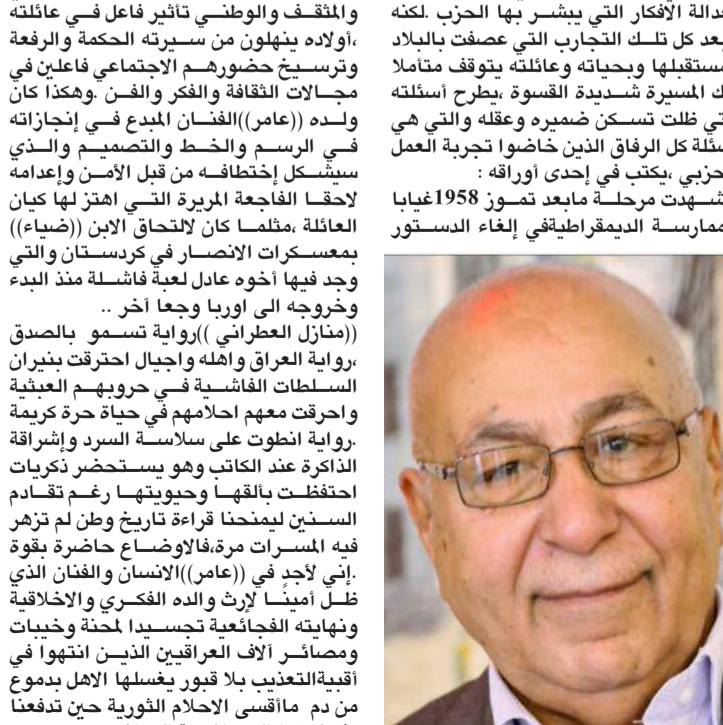 عدالة الأفكار التي يبشر بها الحزب .لكنه
بعد كل تلك التجارب التي عصفت بالبلاد
مستقبلها وبحياته وعائلته يتوقف متأملا
المسيرة شديدة القسوة ،يطرح أسئلته
ظلت تسكن ضميره وعقله والتي هي
كل الرفاق الذين خاضوا تجربة العمل
حزبي ،يكتب في إحدى أوراقه :
شهدت مرحلة مابعد تموز 1958غيابا
ممارسة الديمقراطيةفي إلغاء الدستور
والمثقف والوطني تأثير فاعل في عائلته
،أولاده ينهلون من سيرته الحكمة والرفعة
وترسيخ حضورهم الاجتماعي فاعلين في
مجالات الثقافة والفكر والفن .وهكذا كان
ولده ((عامر))الفنان المبدع في إنجازاته
في الرسم والخط والتصميم والذي
سيشكل إختطافه من قبل الأمن وإعدامه
لاحقا الفاجعة المريرة التي اهتز لها كيان
العائلة ،مثلما كان لالتحاق الابن ((ضياء))
بمعسكرات الانصار في كردستان والتي
وجد فيها أخوه عادل لعبة فاشلة منذ البدء
وخروجه الى اوربا وجعا آخر ..
((منازل العطراني ))رواية تسمو بالصدق
،رواية العراق واهله واجيال احترقت بنيران
السلطات الفاشية في حروبهم العبثية
واحرقت معهم احلامهم في حياة حرة كريمة
.رواية انطوت على سلاسة السرد وإشراقة
الذاكرة عند الكاتب وهو يستحضر ذكريات
احتفظت بألقها وحيويتها رغم تقادم
السنين ليمنحنا قراءة تاريخ وطن لم تزهر
فيه المسرات مرة،فالاوضاع حاضرة بقوة
.إني لأجد في ((عامر))الانسان والفنان الذي
ظل أمينًا لإرث والده الفكري والاخلاقية
ونهايته الفجائعية تجسيدا لمحنة وخيبات
ومصائر آلاف العراقيين الذين انتهوا في
أقبيةالتعذيب بلا قبور يغسلها الاهل بدموع
من دم ماأقسى الاحلام الثورية حين تدفعنا